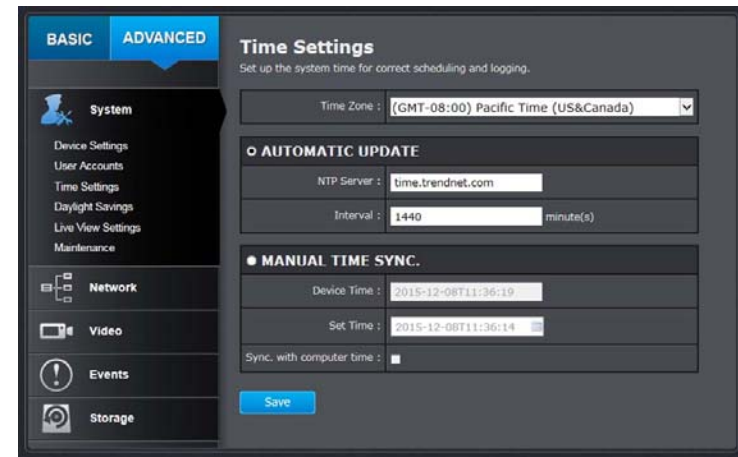 BASIC ADVANCED
System
Device Settings
User Accounts
Time Settings
Daylight Savings
Live View Settings
Maintenance
Network
Video
Events
Storage
Time Settings
Set up the system time for correct scheduling and logging.
Time Zone : (GMT-08:00) Pacific Time (US&Canada)
AUTOMATIC UPDATE
NTP Server : time.trendnet.com
Interval : 1440 minute(s)
MANUAL TIME SYNC.
Device Time : 2015-12-08T11:36:19
Set Time : 2015-12-08T11:36:14
Sync. with computer time :
Save